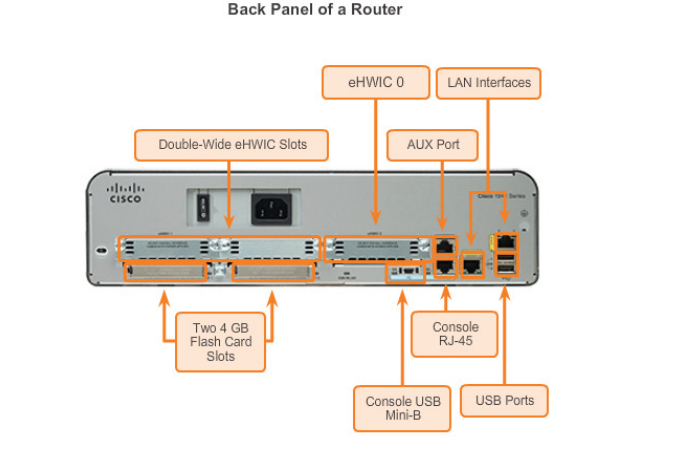 Back Panel of a Router
eHWIC 0
LAN Interfaces
Double-Wide eHWIC Slots
AUX Port
CISCO
Two 4 GB
Flash Card
Slots
Console
RJ-45
Console USB
Mini-B
USB Ports